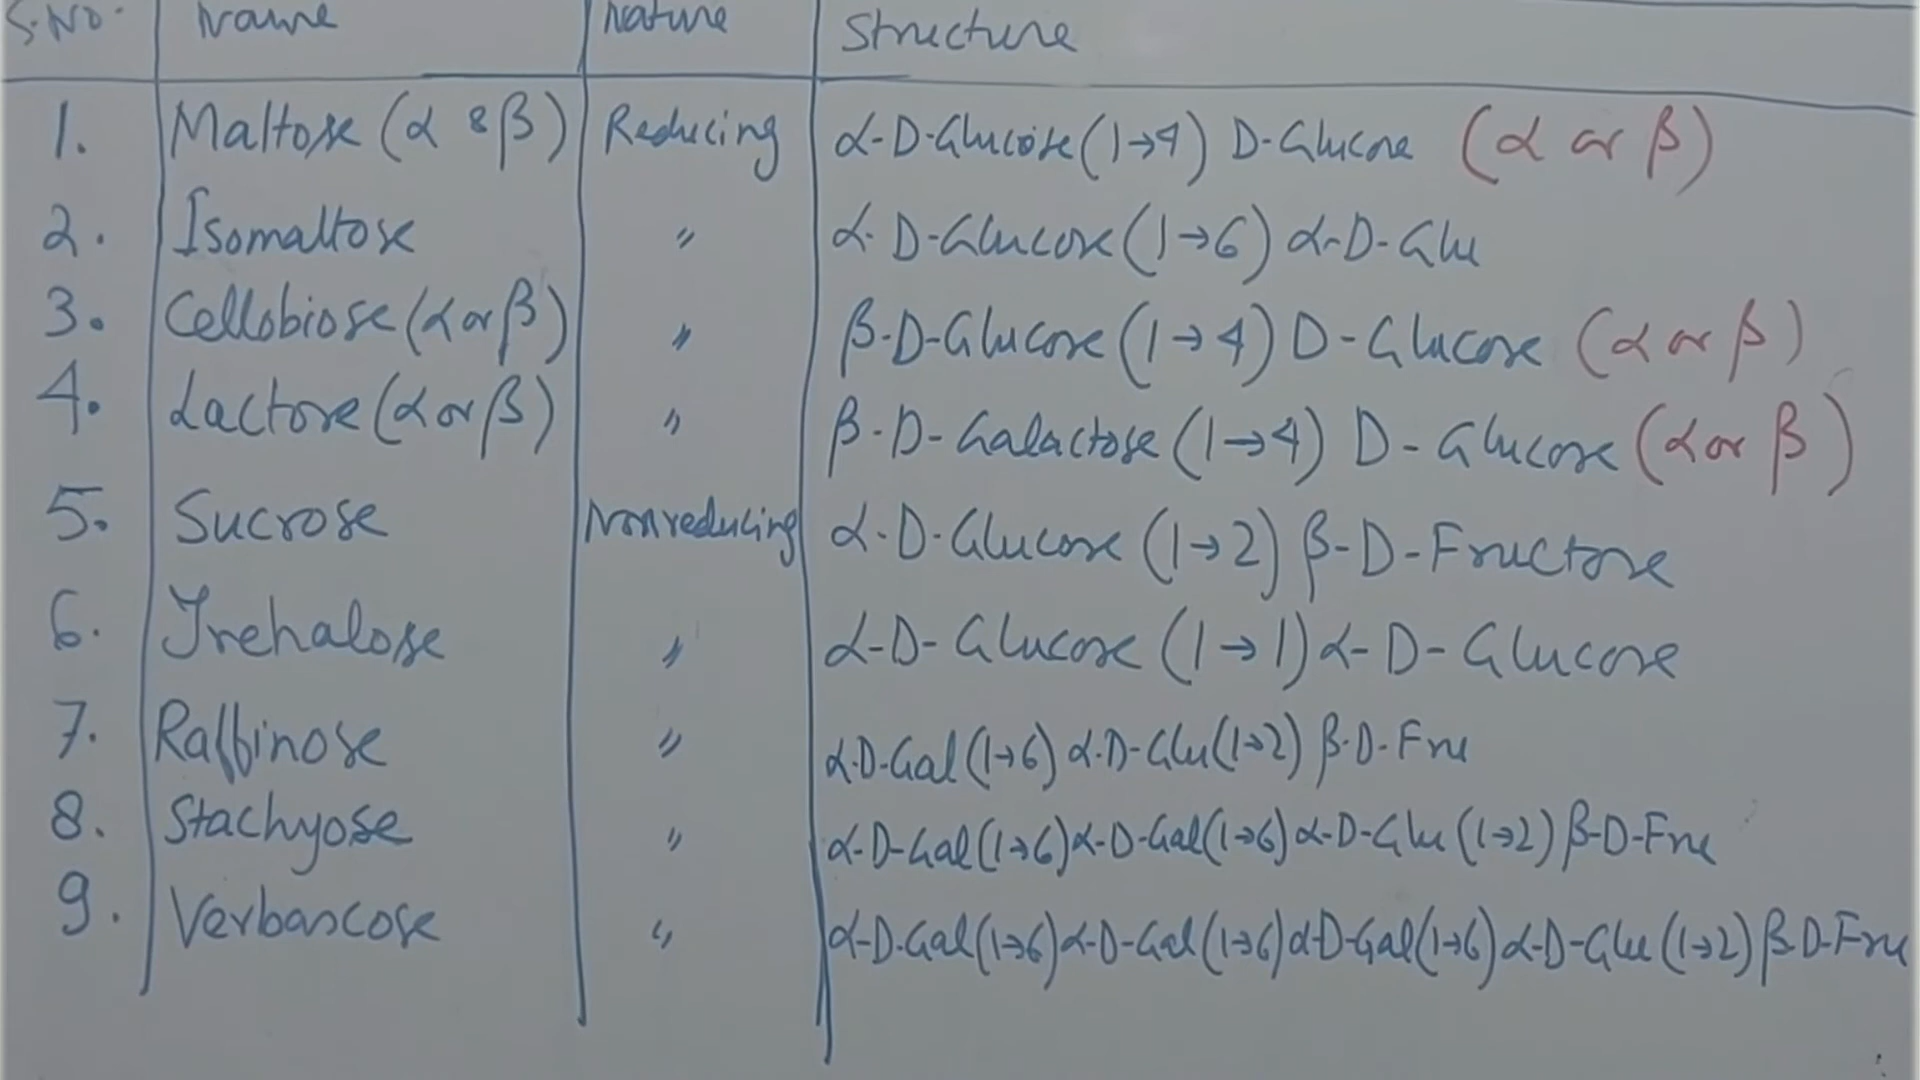 S.NO. Name Nature Structure
1. Maltose (α & β) Reducing α-D-Glucose(1→4) D-Glucose (α or β)
2. Isomaltose " α-D-Glucose(1→6) α-D-Glu
3. Cellobiose (α or β) " β-D-Glucose(1→4) D-Glucose (α or β)
4. Lactose (α or β) " β-D-Galactose(1→4) D-Glucose (α or β)
5. Sucrose Nonreducing α-D-Glucose (1→2) β-D-Fructose
6. Trehalose " α-D-Glucose (1→1) α-D-Glucose
7. Raffinose " α-D-Gal(1→6) α-D-Glu(1→2) β-D-Fru
8. Stachyose " α-D-Gal(1→6) α-D-Gal(1→6) α-D-Glu(1→2) β-D-Fru
9. Verbascose " α-D-Gal(1→6) α-D-Gal(1→6) α-D-Gal(1→6) α-D-Glu(1→2) β-D-Fru